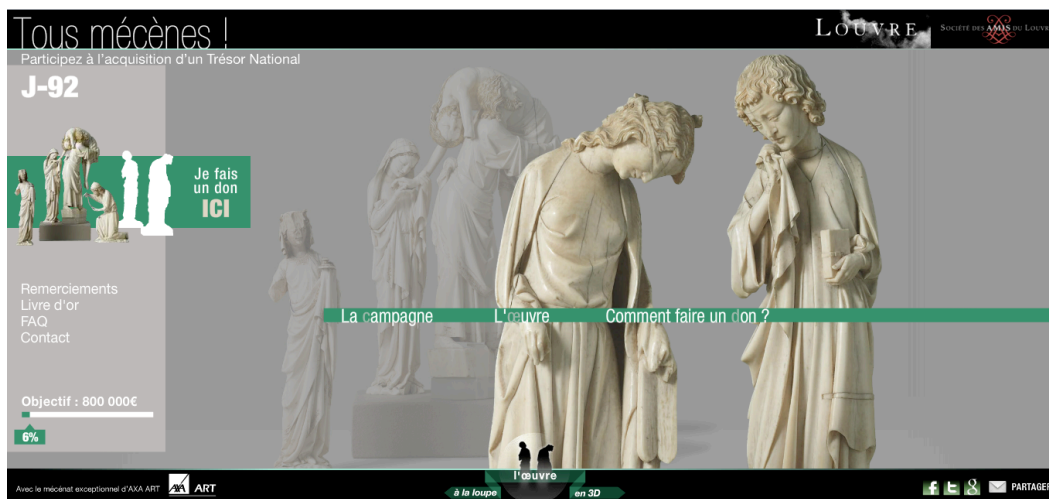 Tous mécènes !
LOUVRE
SOCIÉTÉ DES AMIS DU LOUVRE
Participez à l'acquisition d'un Trésor National
J-92
Je fais
un don
ICI
Remerciements
Livre d'or
FAQ
Contact
La campagne
L'œuvre
Comment faire un don ?
Objectif : 800 000€
6%
Avec le mécénat exceptionnel d'AXA ART
AXA
ART
l'œuvre
à la loupe
en 3D
PARTAGER